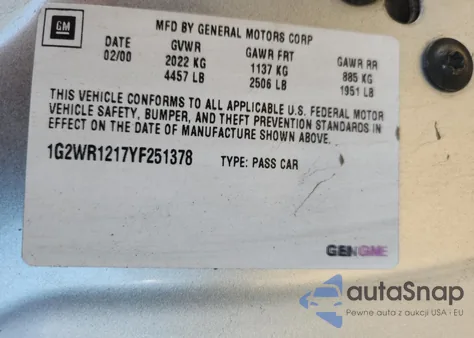 GM
MFD BY GENERAL MOTORS CORP
DATE GVWR GAWR FRT GAWR RR
02/00 2022 KG 1137 KG 885 KG
4457 LB 2506 LB 1951 LB
THIS VEHICLE CONFORMS TO ALL APPLICABLE U.S. FEDERAL MOTOR
VEHICLE SAFETY, BUMPER, AND THEFT PREVENTION STANDARDS IN
EFFECT ON THE DATE OF MANUFACTURE SHOWN ABOVE.
1G2WR1217YF251378 TYPE: PASS CAR
GENGNE
autoSnap
Pewne auta z aukcji USA - EU